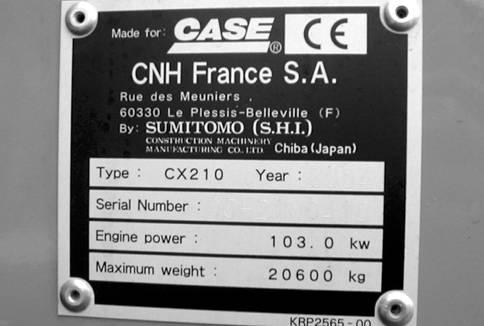 Made for: CASE ® CE
CNH France S.A.
Rue des Meuniers .
60330 Le Plessis-Belleville (F)
By: SUMITOMO (S.H.I.)
CONSTRUCTION MACHINERY
MANUFACTURING CO., LTD. Chiba (Japan)
Type : CX210 Year :
Serial Number :
Engine power : 103.0 kw
Maximum weight : 20600 kg
KRP2565-00